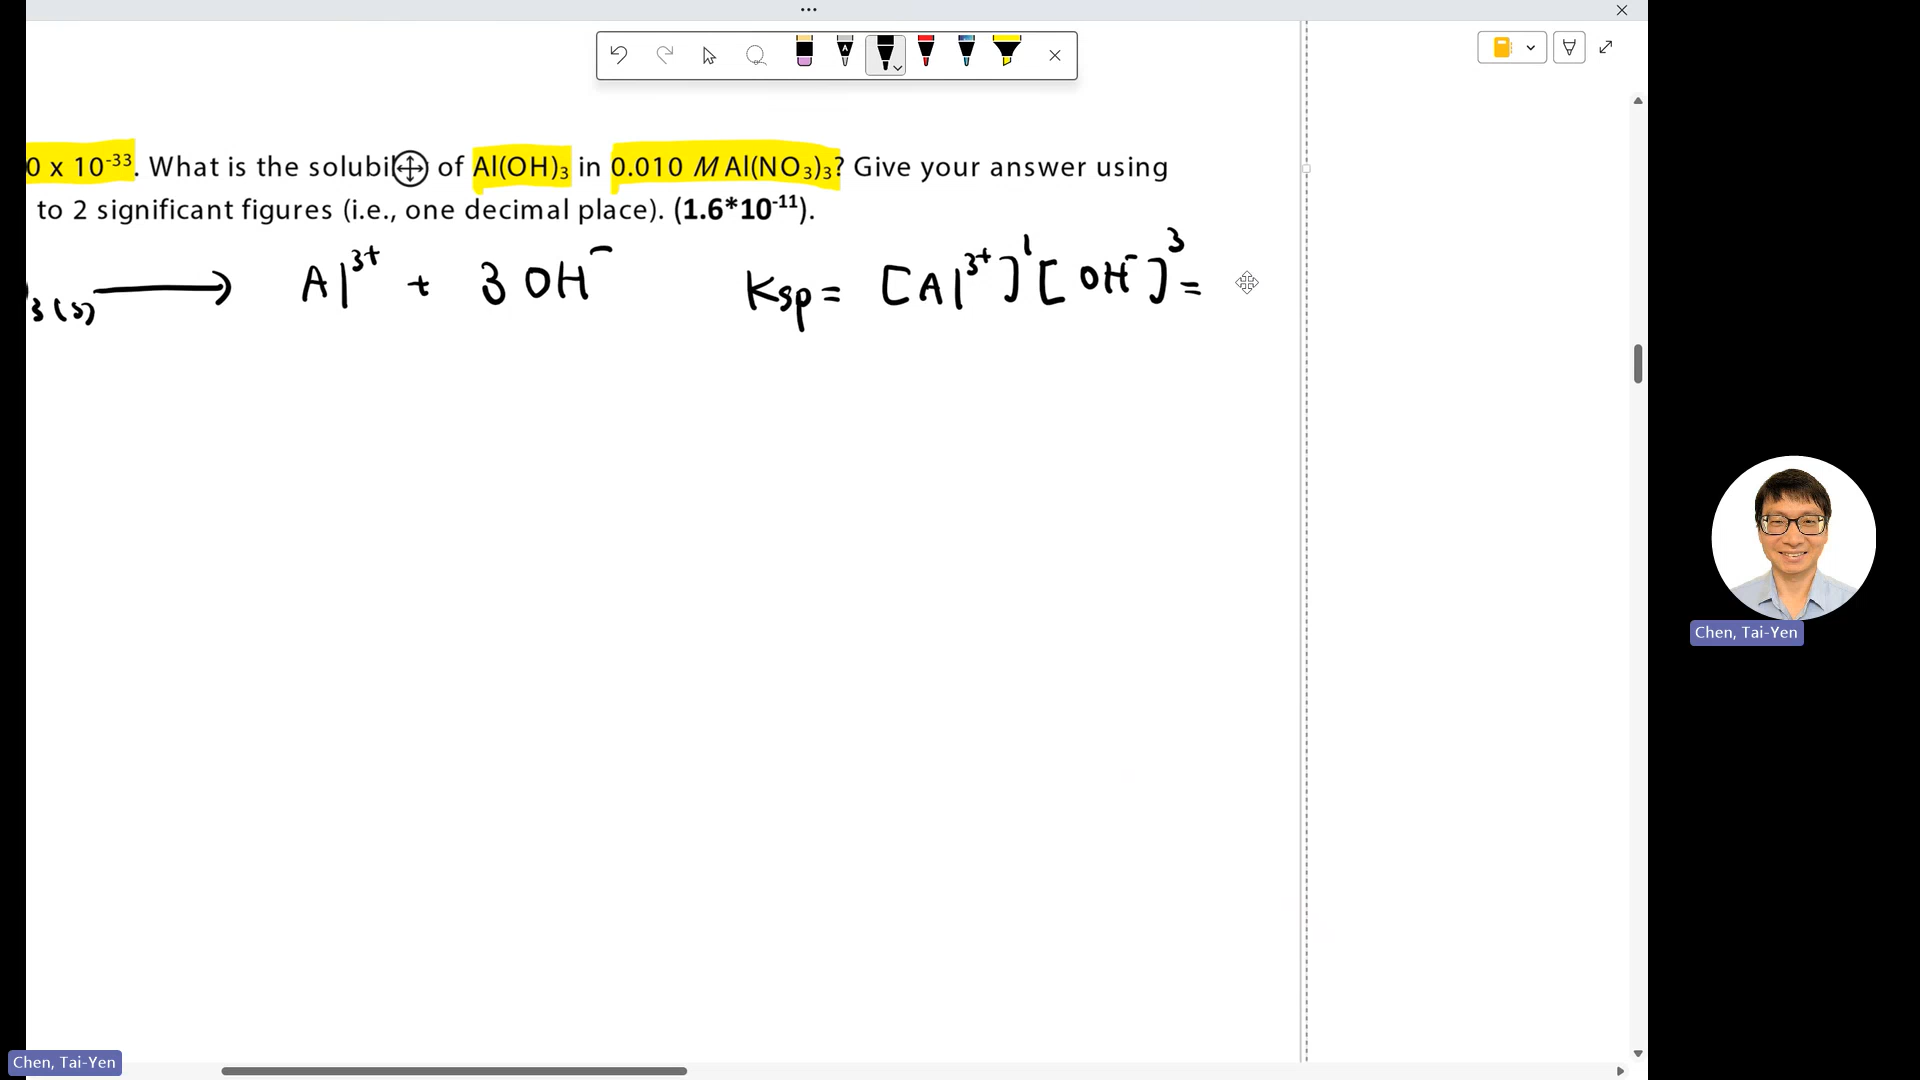 0 x 10⁻³³. What is the solubi of Al(OH)₃ in 0.010 M Al(NO₃)₃? Give your answer using
to 2 significant figures (i.e., one decimal place). (1.6*10⁻¹¹).
₃(s) ⟶ Al³⁺ + 3 OH⁻ Ksp = [Al³⁺]¹[OH⁻]³ =
Chen, Tai-Yen
Chen, Tai-Yen